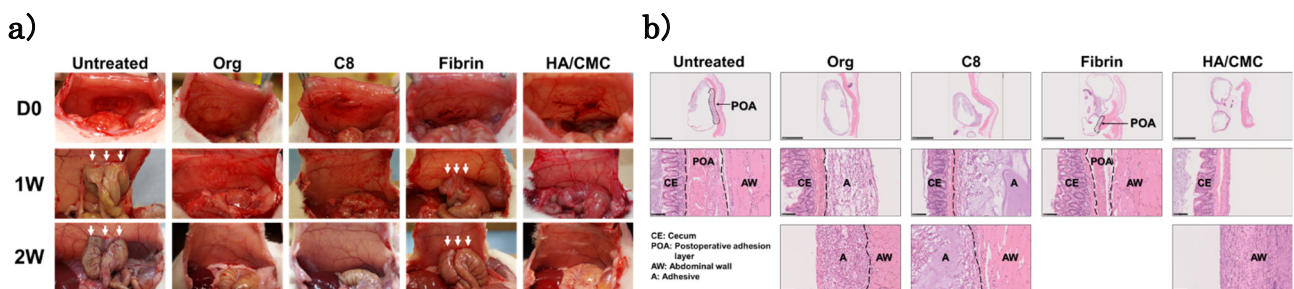 a)
Untreated Org C8 Fibrin HA/CMC
D0
1W
2W
b)
Untreated Org C8 Fibrin HA/CMC
POA
POA
CE POA AW
CE A
CE A
CE POA AW
CE
CE: Cecum
POA: Postoperative adhesion
layer
AW: Abdominal wall
A: Adhesive
A AW
A AW
AW